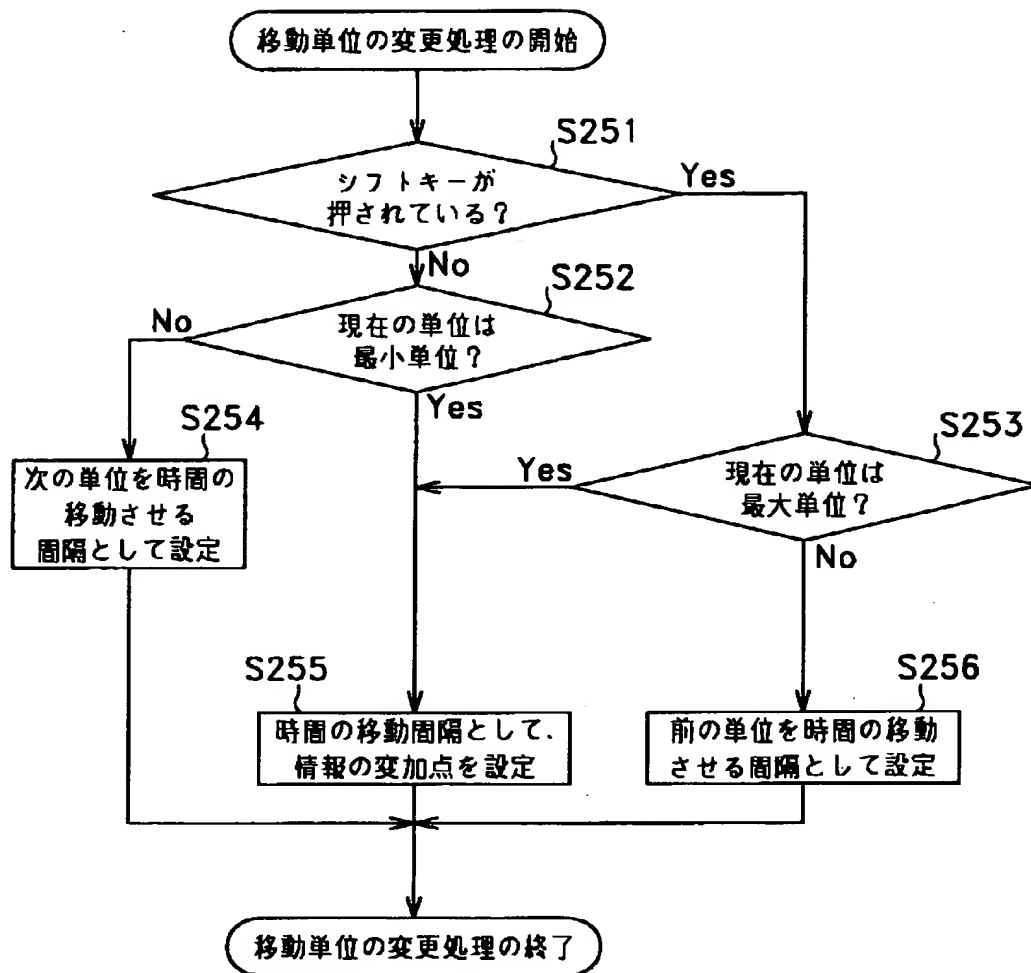 移動単位の変更処理の開始
S251
シフトキーが
押されている?
Yes
No
S252
現在の単位は
最小単位?
No
Yes
S254
次の単位を時間の
移動させる
間隔として設定
S253
現在の単位は
最大単位?
Yes
No
S255
時間の移動間隔として、
情報の変加点を設定
S256
前の単位を時間の移動
させる間隔として設定
移動単位の変更処理の終了